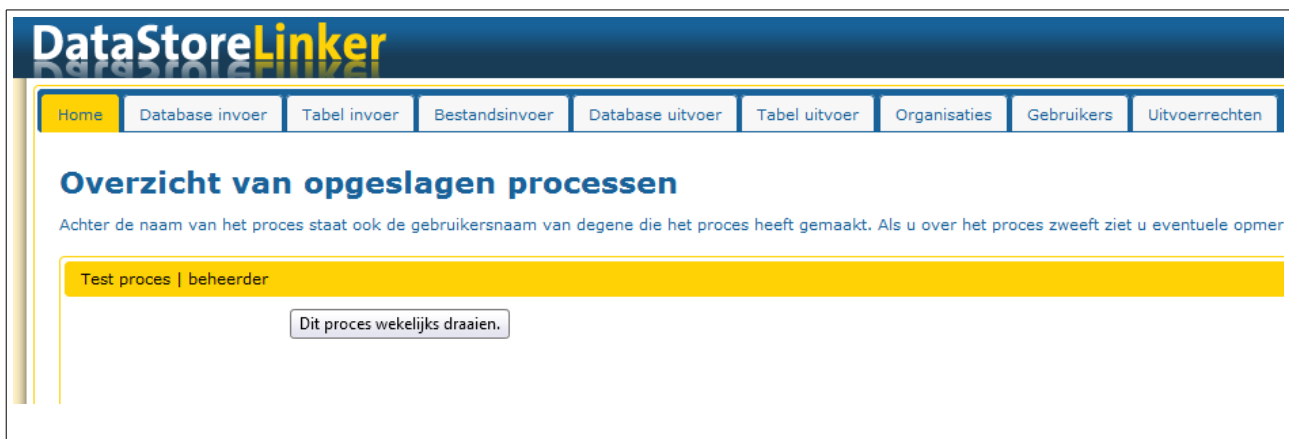 DataStoreLinker
Home Database invoer Tabel invoer Bestandsinvoer Database uitvoer Tabel uitvoer Organisaties Gebruikers Uitvoerrechten
Overzicht van opgeslagen processen
Achter de naam van het proces staat ook de gebruikersnaam van degene die het proces heeft gemaakt. Als u over het proces zweeft ziet u eventuele opmer
Test proces | beheerder
Dit proces wekelijks draaien.